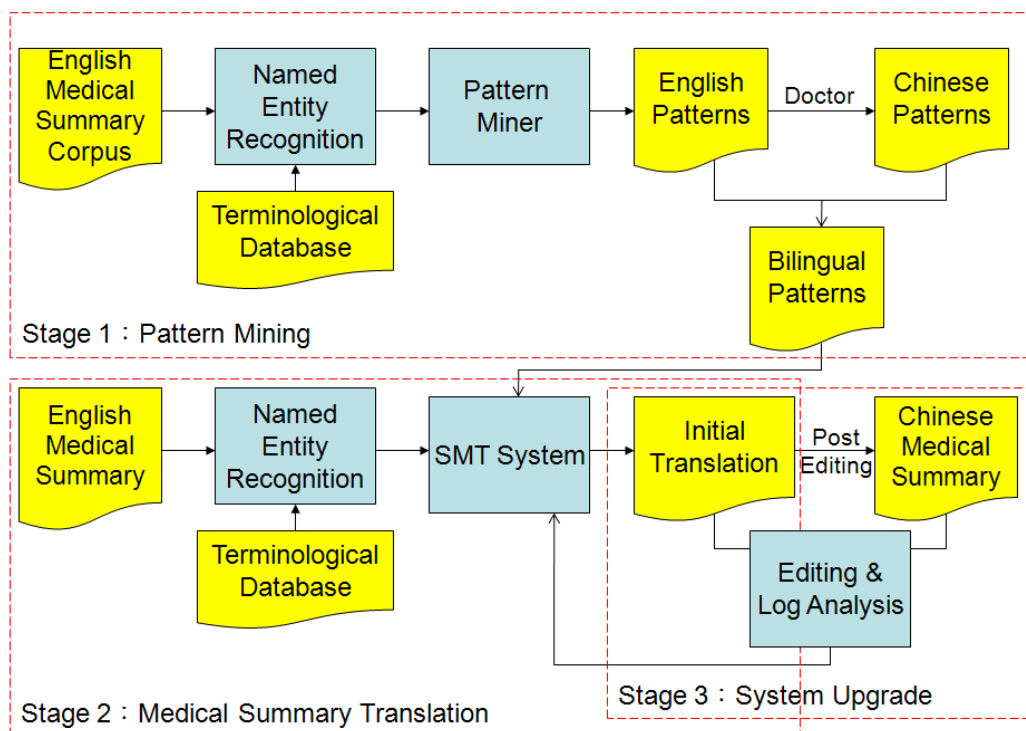 English
Medical
Summary
Corpus
Named
Entity
Recognition
Pattern
Miner
English
Patterns
Doctor
Chinese
Patterns
Terminological
Database
Bilingual
Patterns
Stage 1：Pattern Mining
English
Medical
Summary
Named
Entity
Recognition
SMT System
Initial
Translation
Post
Editing
Chinese
Medical
Summary
Terminological
Database
Editing &
Log Analysis
Stage 3：System Upgrade
Stage 2：Medical Summary Translation